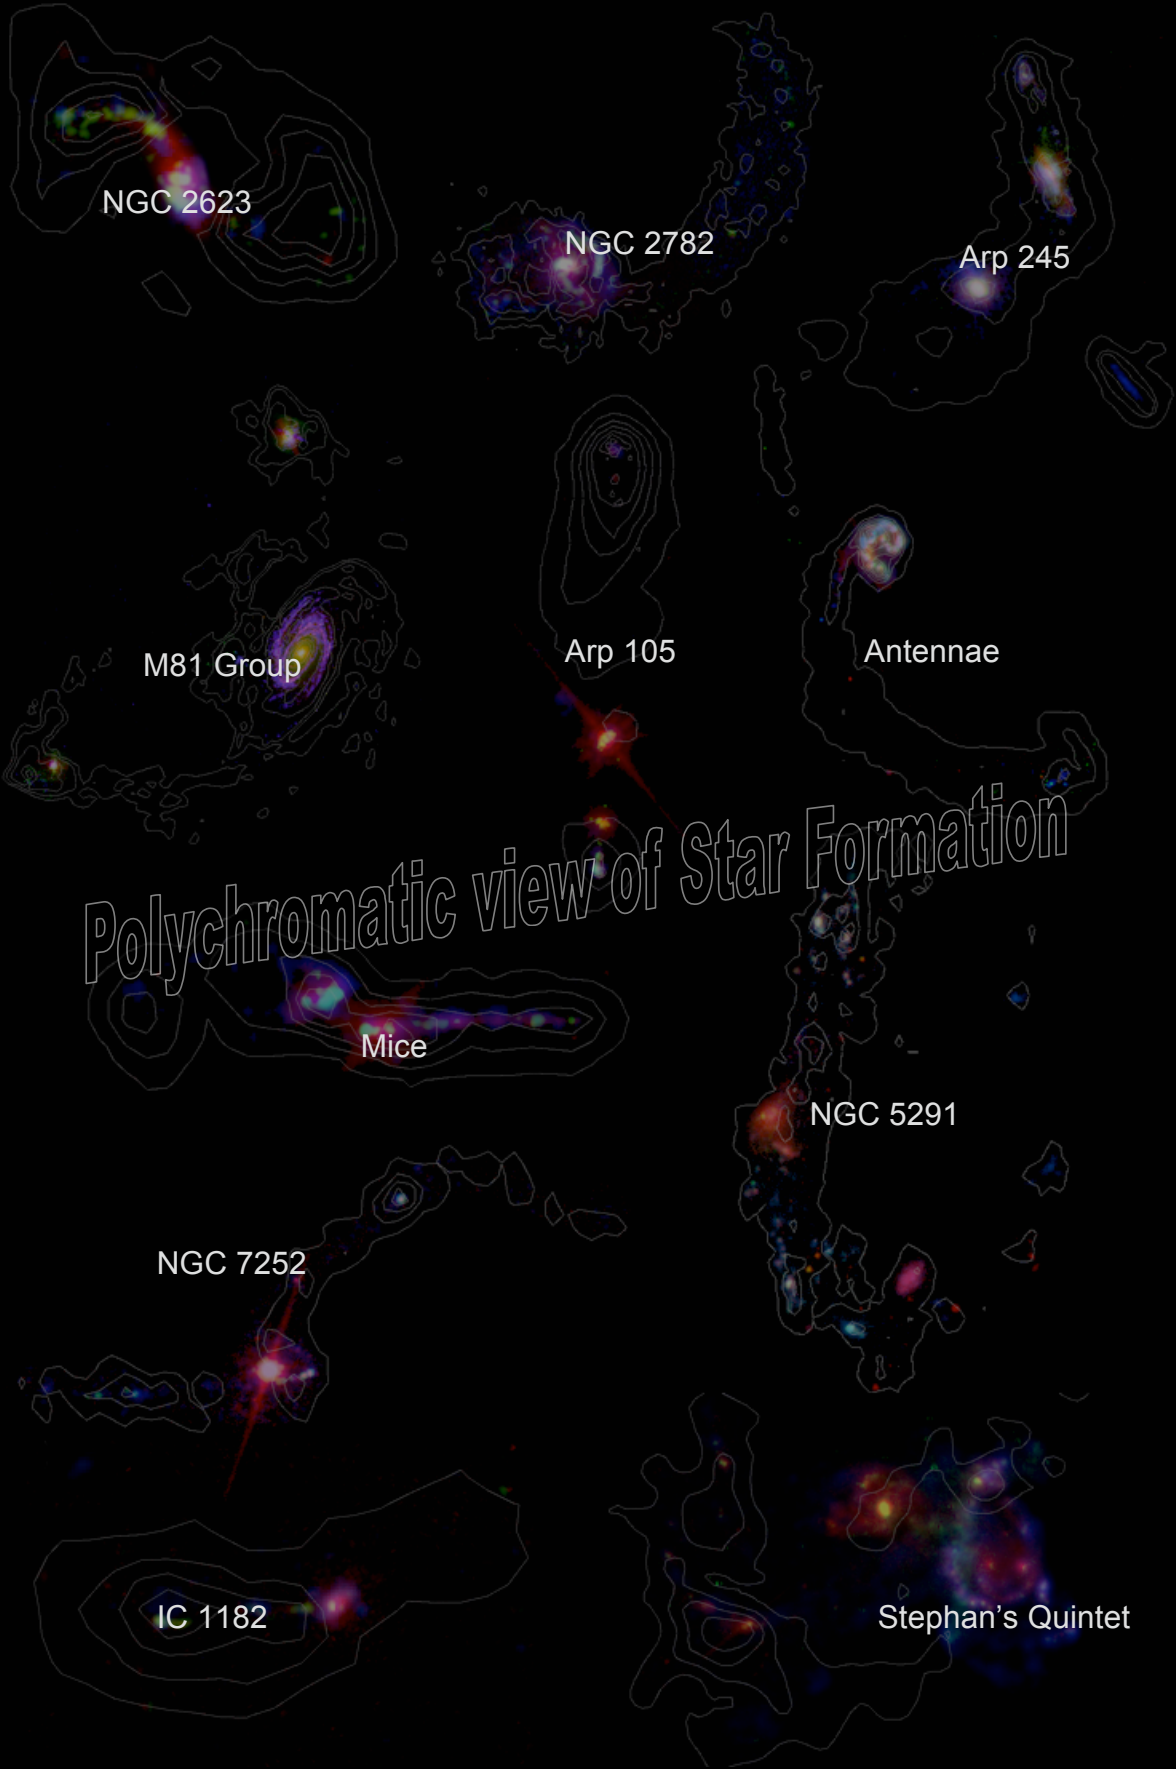 NGC 2623
NGC 2782
Arp 245
M81 Group
Arp 105
Antennae
Polychromatic view of Star Formation
Mice
NGC 5291
NGC 7252
IC 1182
Stephan’s Quintet